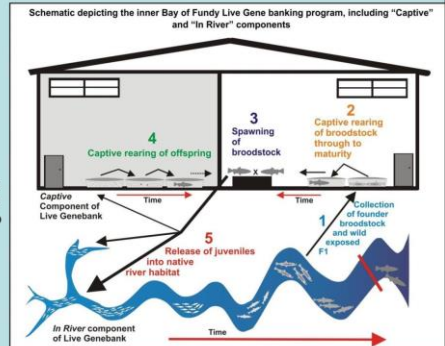 Schematic depicting the inner Bay of Fundy Live Gene banking program, including “Captive”
and “In River” components
4
Captive rearing of offspring
3
Spawning
of
broodstock
x
2
Captive rearing
of broodstock
through to
maturity
Time
Time
Captive
Component of
Live Genebank
1
Collection
of founder
broodstock
and wild
exposed
F1
5
Release of juveniles
into native
river habitat
In River component
of Live Genebank
Time